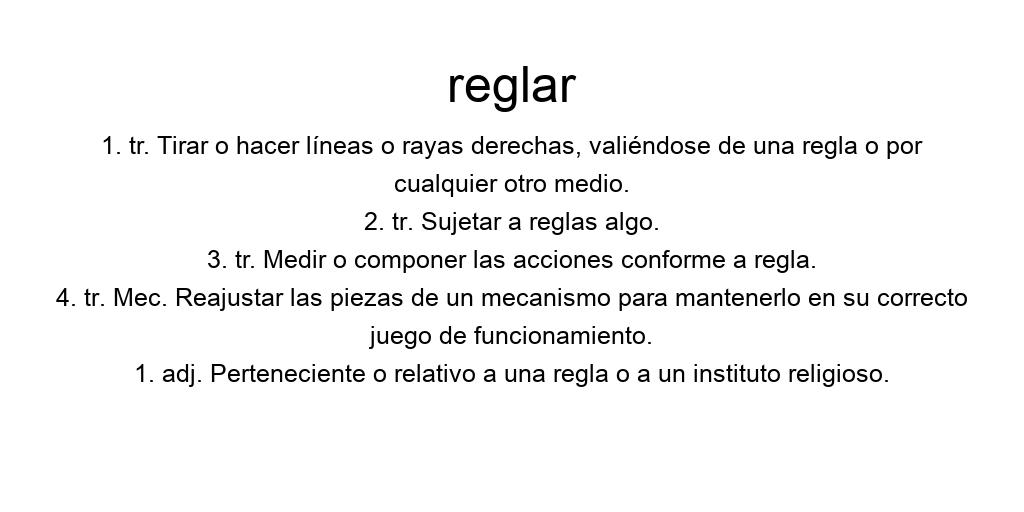 reglar
1. tr. Tirar o hacer líneas o rayas derechas, valiéndose de una regla o por
cualquier otro medio.
2. tr. Sujetar a reglas algo.
3. tr. Medir o componer las acciones conforme a regla.
4. tr. Mec. Reajustar las piezas de un mecanismo para mantenerlo en su correcto
juego de funcionamiento.
1. adj. Perteneciente o relativo a una regla o a un instituto religioso.